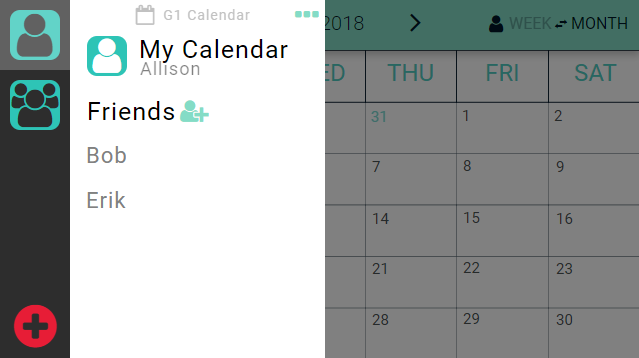 G1 Calendar
My Calendar
Allison
Friends
Bob
Erik
2018
WEEK MONTH
ED THU FRI SAT
31 1 2
7 8 9
14 15 16
21 22 23
28 29 30